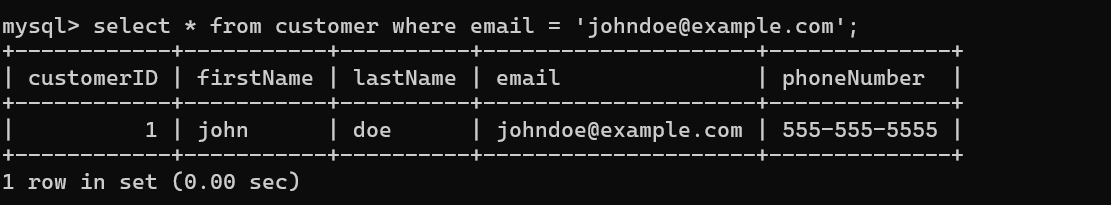 mysql> select * from customer where email = 'johndoe@example.com';
+------------+-----------+----------+---------------------+--------------+
| customerID | firstName | lastName | email               | phoneNumber  |
+------------+-----------+----------+---------------------+--------------+
|          1 | john      | doe      | johndoe@example.com | 555-555-5555 |
+------------+-----------+----------+---------------------+--------------+
1 row in set (0.00 sec)